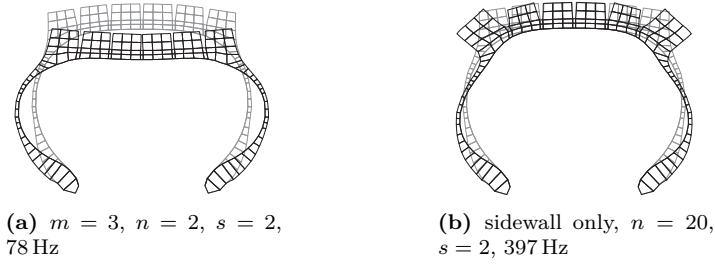 (a) m = 3, n = 2, s = 2,
78 Hz
(b) sidewall only, n = 20,
s = 2, 397 Hz